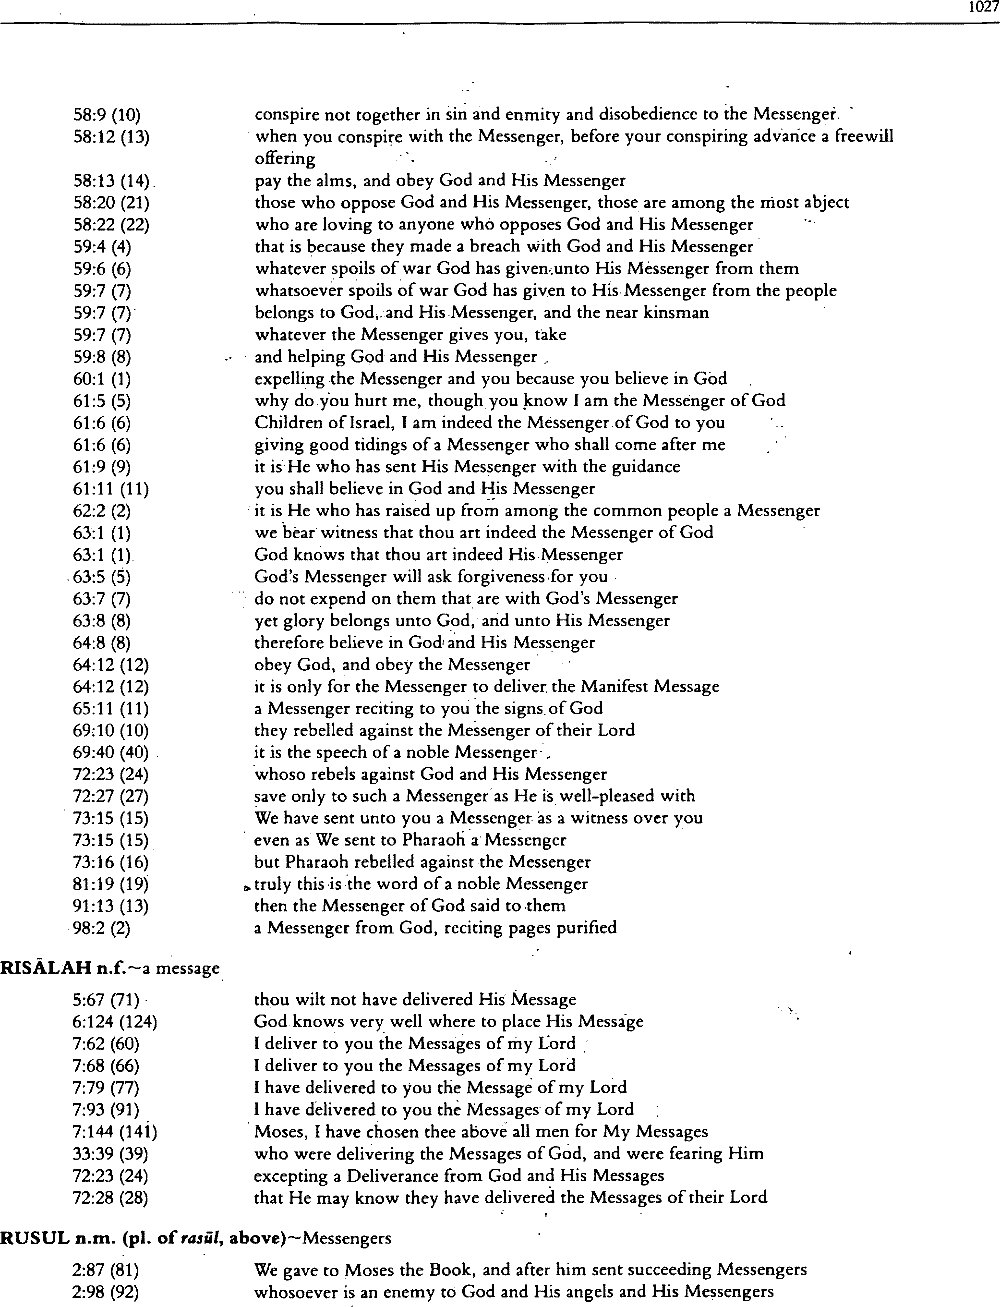 1027
58:9 (10) conspire not together in sin and enmity and disobedience to the Messenger
58:12 (13) when you conspire with the Messenger, before your conspiring advance a freewill
offering
58:13 (14) pay the alms, and obey God and His Messenger
58:20 (21) those who oppose God and His Messenger, those are among the most abject
58:22 (22) who are loving to anyone who opposes God and His Messenger
59:4 (4) that is because they made a breach with God and His Messenger
59:6 (6) whatever spoils of war God has given unto His Messenger from them
59:7 (7) whatsoever spoils of war God has given to His Messenger from the people
59:7 (7) belongs to God, and His Messenger, and the near kinsman
59:7 (7) whatever the Messenger gives you, take
59:8 (8) and helping God and His Messenger
60:1 (1) expelling the Messenger and you because you believe in God
61:5 (5) why do you hurt me, though you know I am the Messenger of God
61:6 (6) Children of Israel, I am indeed the Messenger of God to you
61:6 (6) giving good tidings of a Messenger who shall come after me
61:9 (9) it is He who has sent His Messenger with the guidance
61:11 (11) you shall believe in God and His Messenger
62:2 (2) it is He who has raised up from among the common people a Messenger
63:1 (1) we bear witness that thou art indeed the Messenger of God
63:1 (1) God knows that thou art indeed His Messenger
63:5 (5) God's Messenger will ask forgiveness for you
63:7 (7) do not expend on them that are with God's Messenger
63:8 (8) yet glory belongs unto God, and unto His Messenger
64:8 (8) therefore believe in God and His Messenger
64:12 (12) obey God, and obey the Messenger
64:12 (12) it is only for the Messenger to deliver the Manifest Message
65:11 (11) a Messenger reciting to you the signs of God
69:10 (10) they rebelled against the Messenger of their Lord
69:40 (40) it is the speech of a noble Messenger
72:23 (24) whoso rebels against God and His Messenger
72:27 (27) save only to such a Messenger as He is well-pleased with
73:15 (15) We have sent unto you a Messenger as a witness over you
73:15 (15) even as We sent to Pharaoh a Messenger
73:16 (16) but Pharaoh rebelled against the Messenger
81:19 (19) truly this is the word of a noble Messenger
91:13 (13) then the Messenger of God said to them
98:2 (2) a Messenger from God, reciting pages purified
RISĀLAH n.f.~a message
5:67 (71) thou wilt not have delivered His Message
6:124 (124) God knows very well where to place His Message
7:62 (60) I deliver to you the Messages of my Lord
7:68 (66) I deliver to you the Messages of my Lord
7:79 (77) I have delivered to you the Message of my Lord
7:93 (91) I have delivered to you the Messages of my Lord
7:144 (141) Moses, I have chosen thee above all men for My Messages
33:39 (39) who were delivering the Messages of God, and were fearing Him
72:23 (24) excepting a Deliverance from God and His Messages
72:28 (28) that He may know they have delivered the Messages of their Lord
RUSUL n.m. (pl. of rasūl, above)~Messengers
2:87 (81) We gave to Moses the Book, and after him sent succeeding Messengers
2:98 (92) whosoever is an enemy to God and His angels and His Messengers